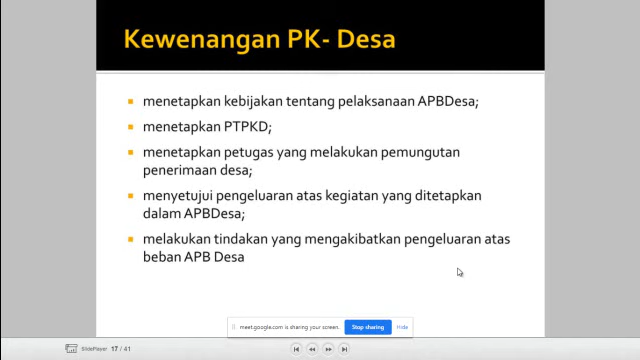 Kewenangan PK- Desa
menetapkan kebijakan tentang pelaksanaan APBDesa;
menetapkan PTPKD;
menetapkan petugas yang melakukan pemungutan
penerimaan desa;
menyetujui pengeluaran atas kegiatan yang ditetapkan
dalam APBDesa;
melakukan tindakan yang mengakibatkan pengeluaran atas
beban APB Desa
meet.google.com is sharing your screen.
Stop sharing
Hide
SlidePlayer
17 / 41